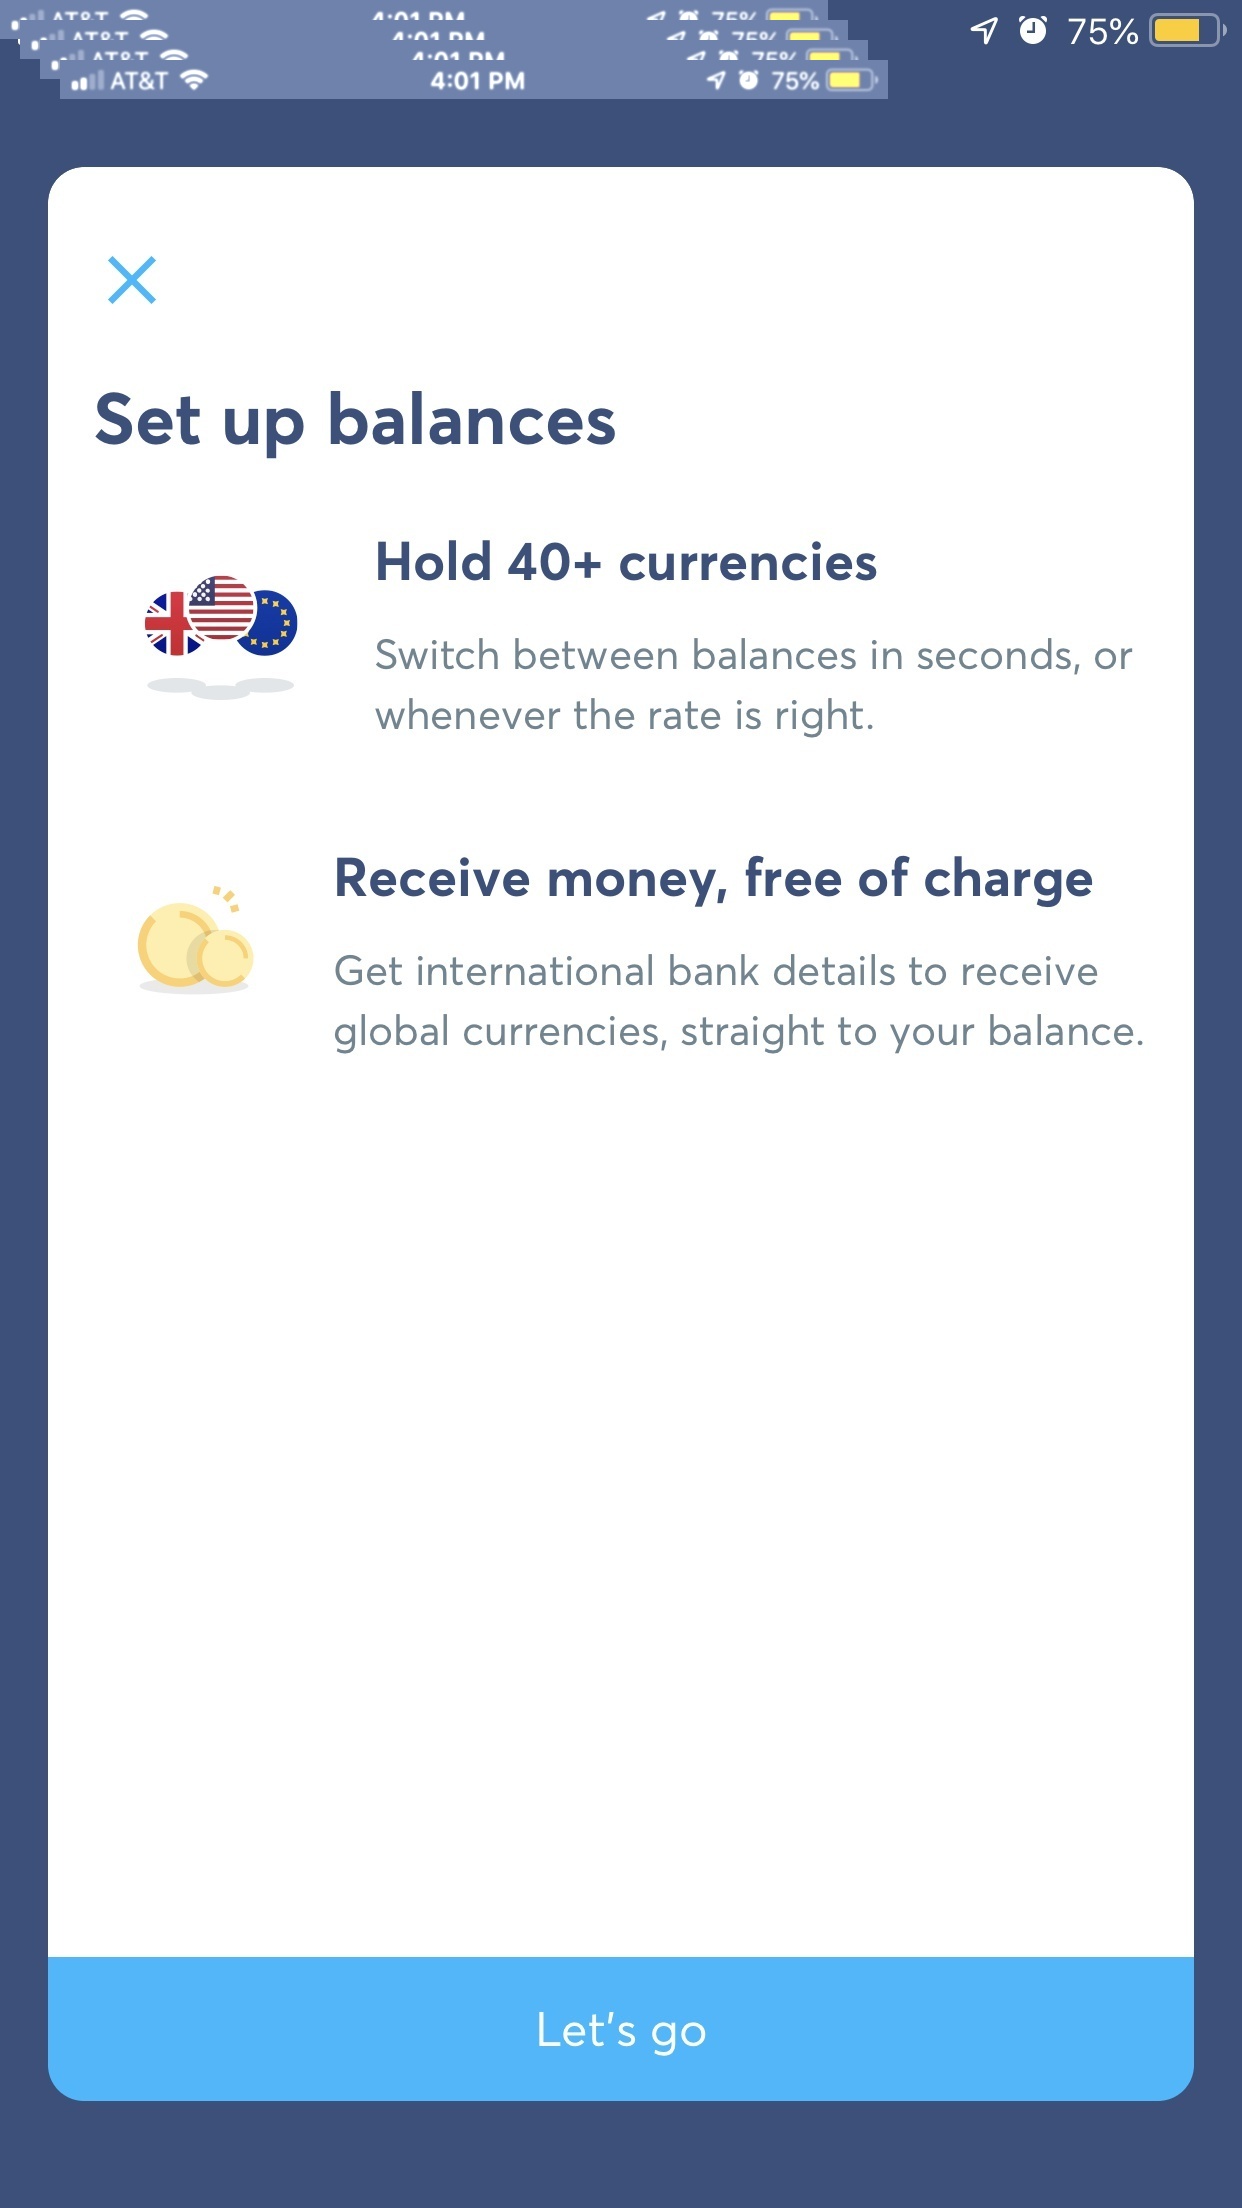 AT&T 4:01 PM 75%
AT&T 4:01 PM 75%
AT&T 4:01 PM 75%
AT&T 4:01 PM 75%
75%
Set up balances
Hold 40+ currencies
Switch between balances in seconds, or
whenever the rate is right.
Receive money, free of charge
Get international bank details to receive
global currencies, straight to your balance.
Let's go